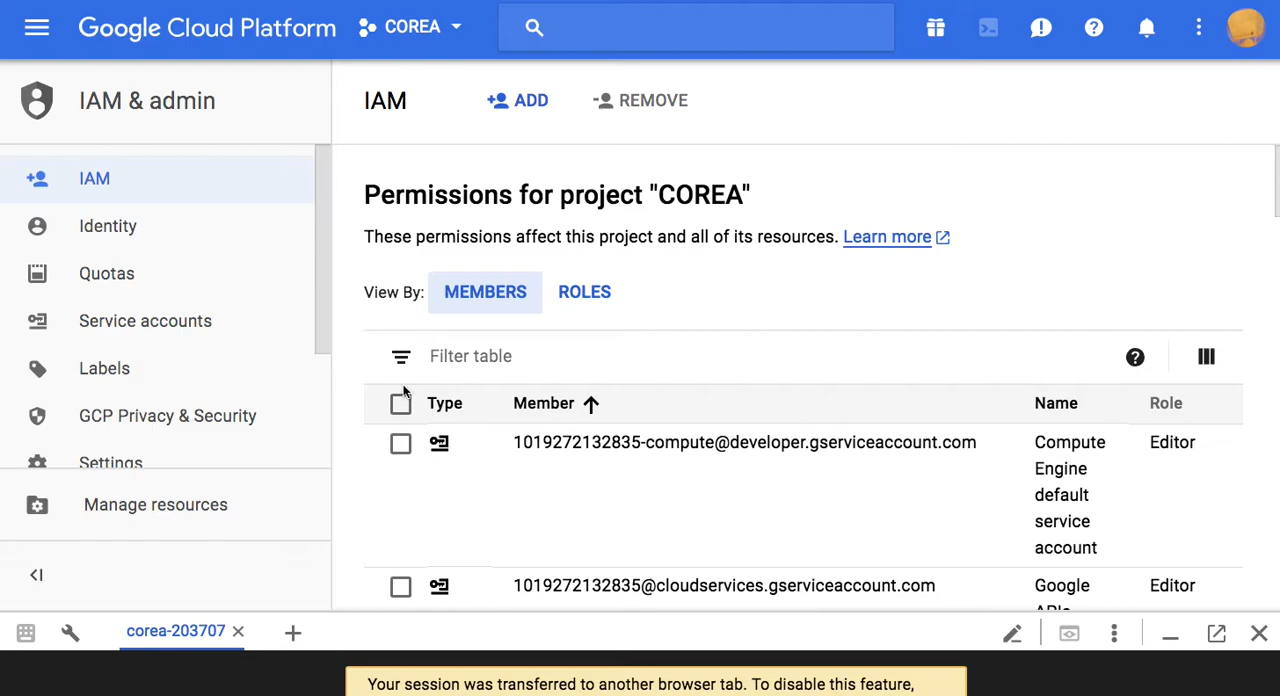 Google Cloud Platform
COREA
IAM & admin
IAM
ADD
REMOVE
IAM
Identity
Quotas
Service accounts
Labels
GCP Privacy & Security
Settings
Manage resources
Permissions for project "COREA"
These permissions affect this project and all of its resources. Learn more
View By: MEMBERS ROLES
Filter table
Type Member Name Role
1019272132835-compute@developer.gserviceaccount.com Compute Editor
Engine
default
service
account
1019272132835@cloudservices.gserviceaccount.com Google Editor
APIs
corea-203707
Your session was transferred to another browser tab. To disable this feature,